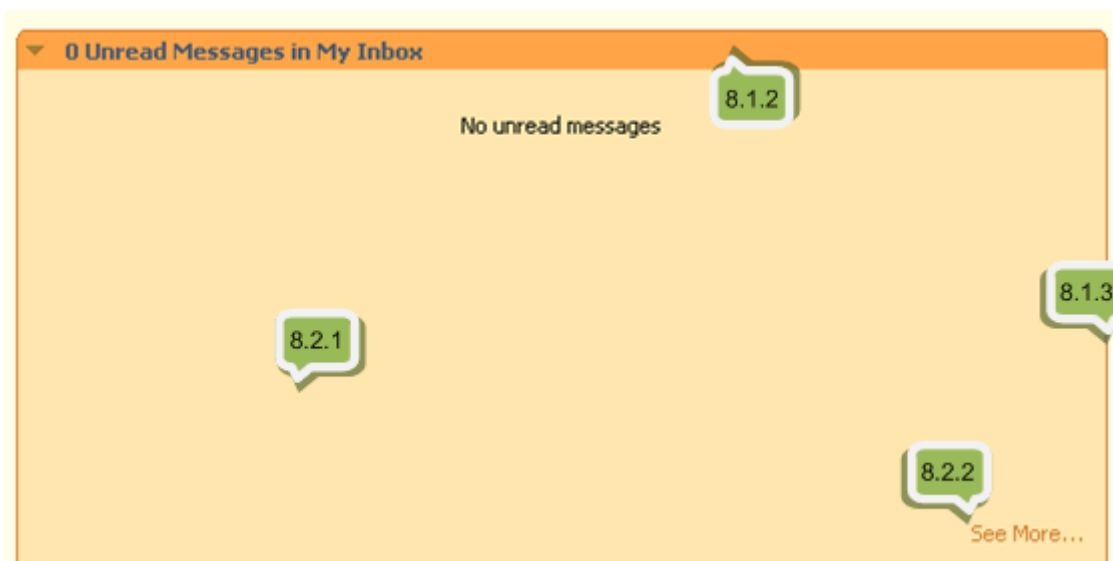 0 Unread Messages in My Inbox
8.1.2
No unread messages
8.1.3
8.2.1
8.2.2
See More...